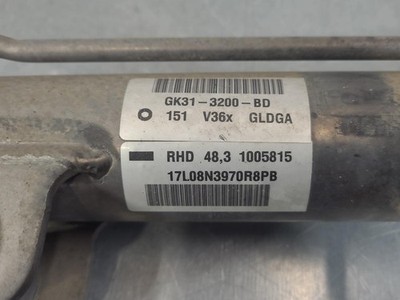 GK31-3200-BD
151 V36x GLDGA
RHD 48,3 1005815
17L08N3970R8PB